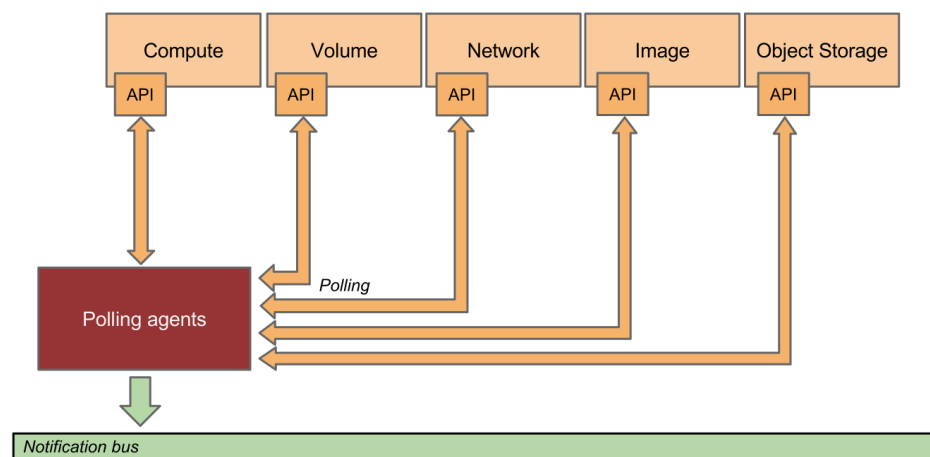 Compute
Volume
Network
Image
Object Storage
API
API
API
API
API
Polling
Polling agents
Notification bus